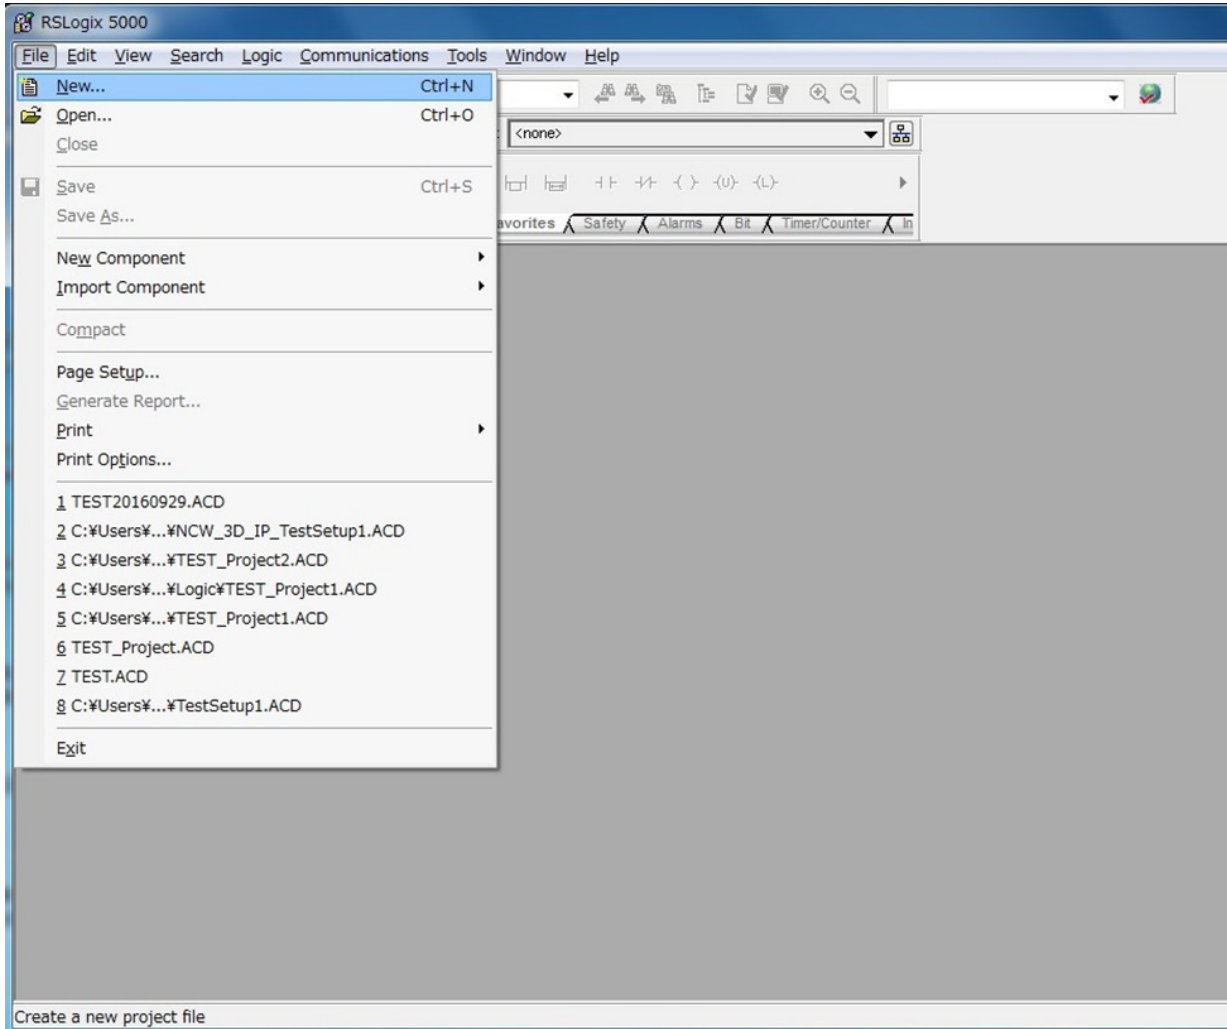 RSLogix 5000
File Edit View Search Logic Communications Tools Window Help
New... Ctrl+N
Open... Ctrl+O
Close
<none>
Save Ctrl+S
Save As...
(U) (L)
avorites Safety Alarms Bit Timer/Counter In
New Component
Import Component
Compact
Page Setup...
Generate Report...
Print
Print Options...
1 TEST20160929.ACD
2 C:¥Users¥...¥NCW_3D_IP_TestSetup1.ACD
3 C:¥Users¥...¥TEST_Project2.ACD
4 C:¥Users¥...¥Logic¥TEST_Project1.ACD
5 C:¥Users¥...¥TEST_Project1.ACD
6 TEST_Project.ACD
7 TEST.ACD
8 C:¥Users¥...¥TestSetup1.ACD
Exit
Create a new project file